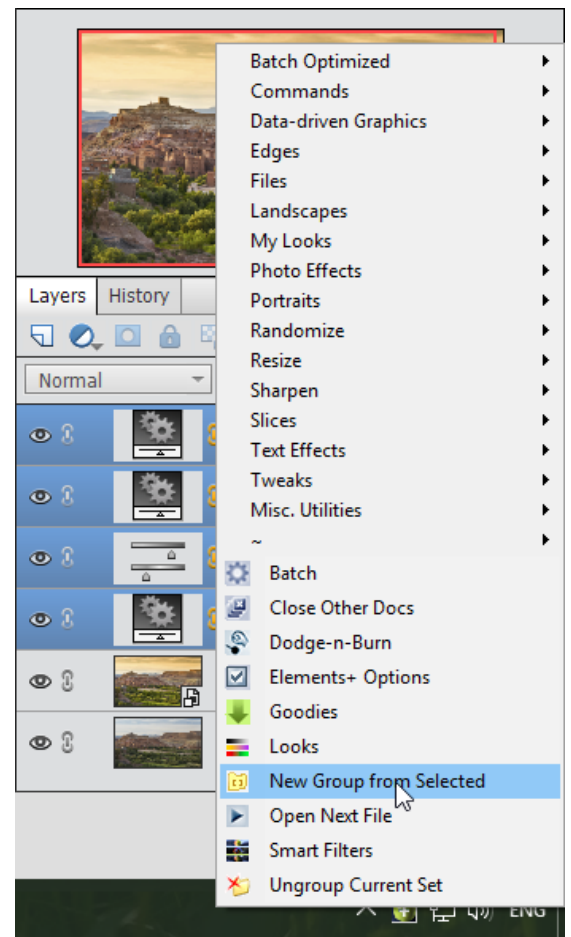 Batch Optimized
Commands
Data-driven Graphics
Edges
Files
Landscapes
My Looks
Photo Effects
Portraits
Randomize
Resize
Sharpen
Slices
Text Effects
Tweaks
Misc. Utilities
~
Batch
Close Other Docs
Dodge-n-Burn
Elements+ Options
Goodies
Looks
New Group from Selected
Open Next File
Smart Filters
Ungroup Current Set
Layers History
Normal
ENG